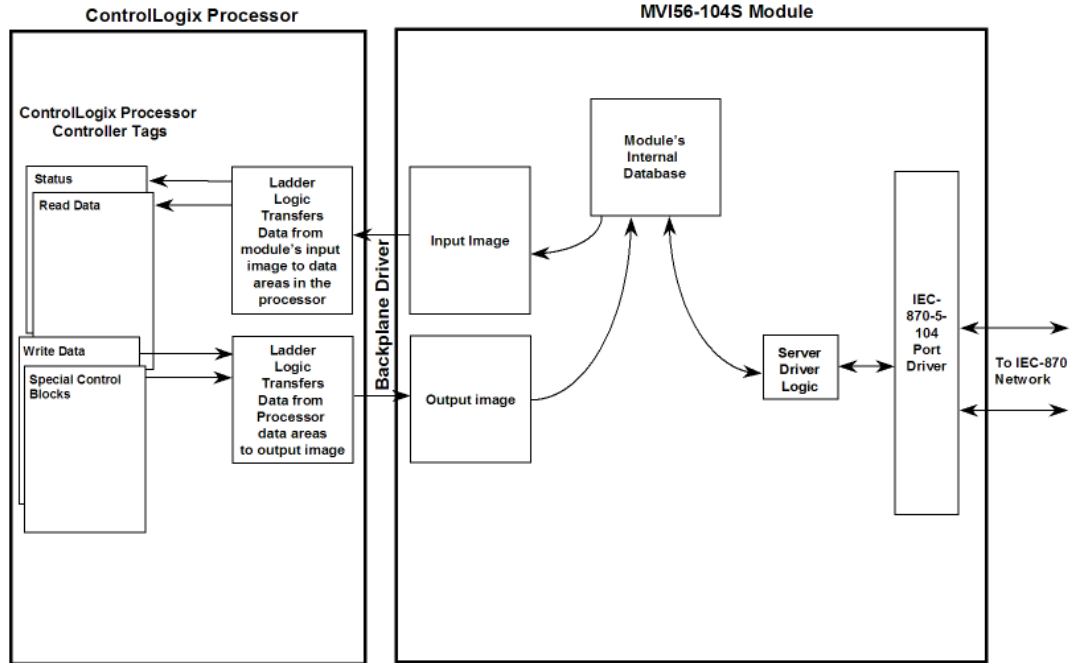 ControlLogix Processor
MVI56-104S Module
ControlLogix Processor
Controller Tags
Status
Read Data
Ladder
Logic
Transfers
Data from
module's input
image to data
areas in the
processor
Write Data
Special Control
Blocks
Ladder
Logic
Transfers
Data from
Processor
data areas
to output image
Backplane Driver
Input Image
Output image
Module's
Internal
Database
Server
Driver
Logic
IEC-
870-5-
104
Port
Driver
To IEC-870
Network